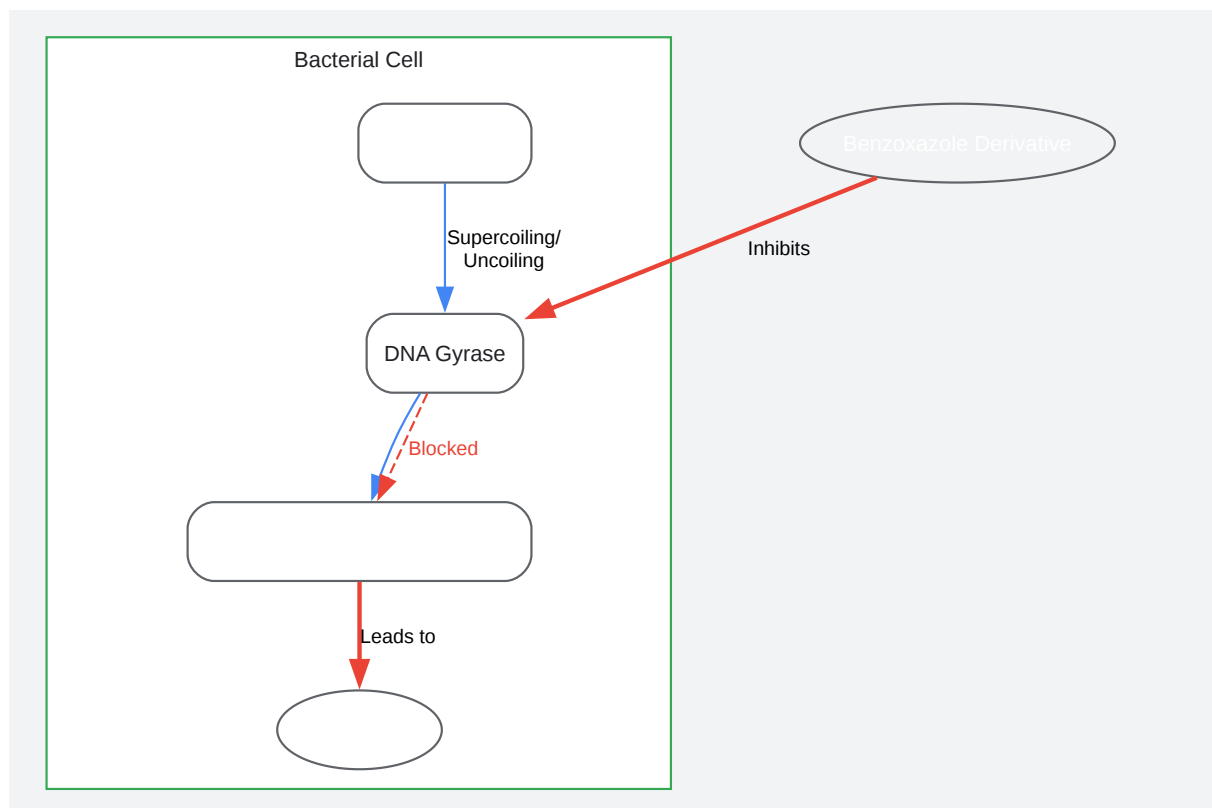 Bacterial Cell
Benzoxazole Derivative
Supercoiling/
Uncoiling
Inhibits
DNA Gyrase
Blocked
Leads to